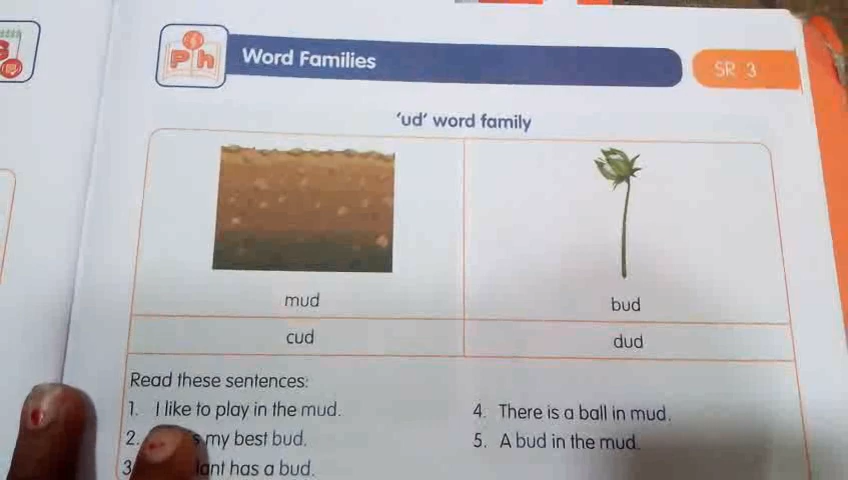 Ph
Word Families
SR 3
‘ud’ word family
mud
bud
cud
dud
Read these sentences:
1. I like to play in the mud.
2. my best bud.
3 has a bud.
4. There is a ball in mud.
5. A bud in the mud.